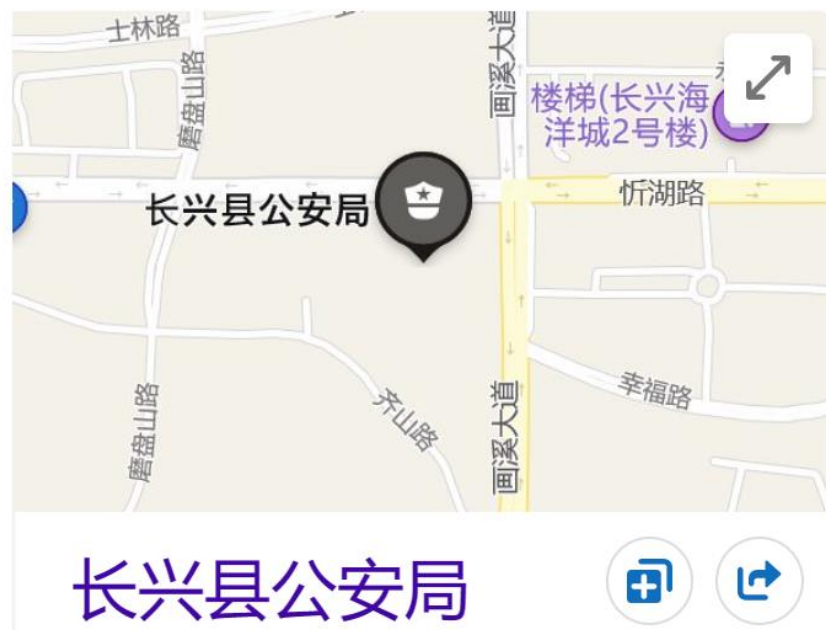 士林路
磨盘山路
画溪大道
楼梯(长兴海
洋城2号楼)
长兴县公安局
忻湖路
磨盘山路
齐山路
画溪大道
幸福路
长兴县公安局